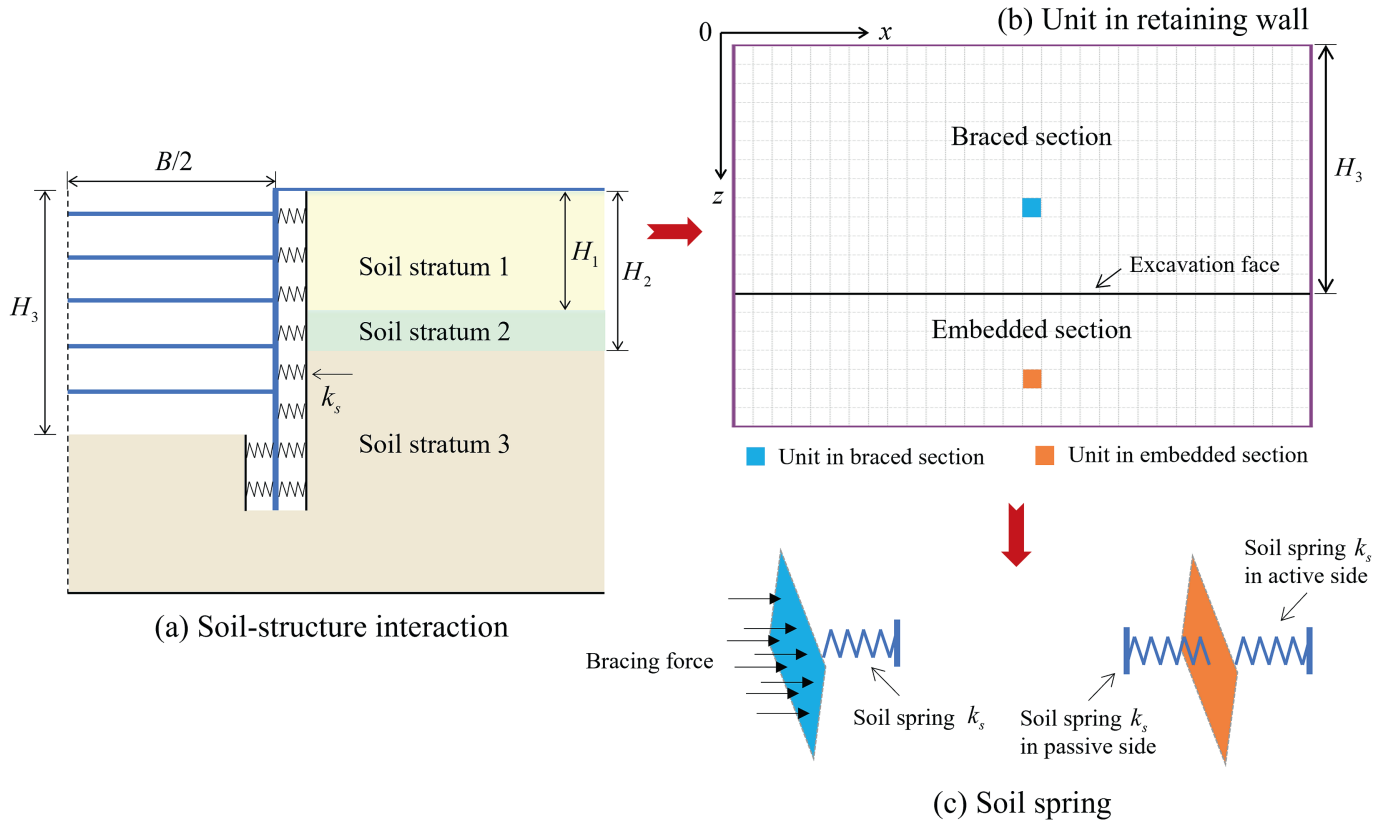 B/2
H₃
Soil stratum 1
H₁
H₂
Soil stratum 2
kₛ
Soil stratum 3
(a) Soil-structure interaction
(b) Unit in retaining wall
0
x
z
Braced section
H₃
Excavation face
Embedded section
Unit in braced section
Unit in embedded section
Bracing force
Soil spring kₛ
Soil spring kₛ
in passive side
Soil spring kₛ
in active side
(c) Soil spring